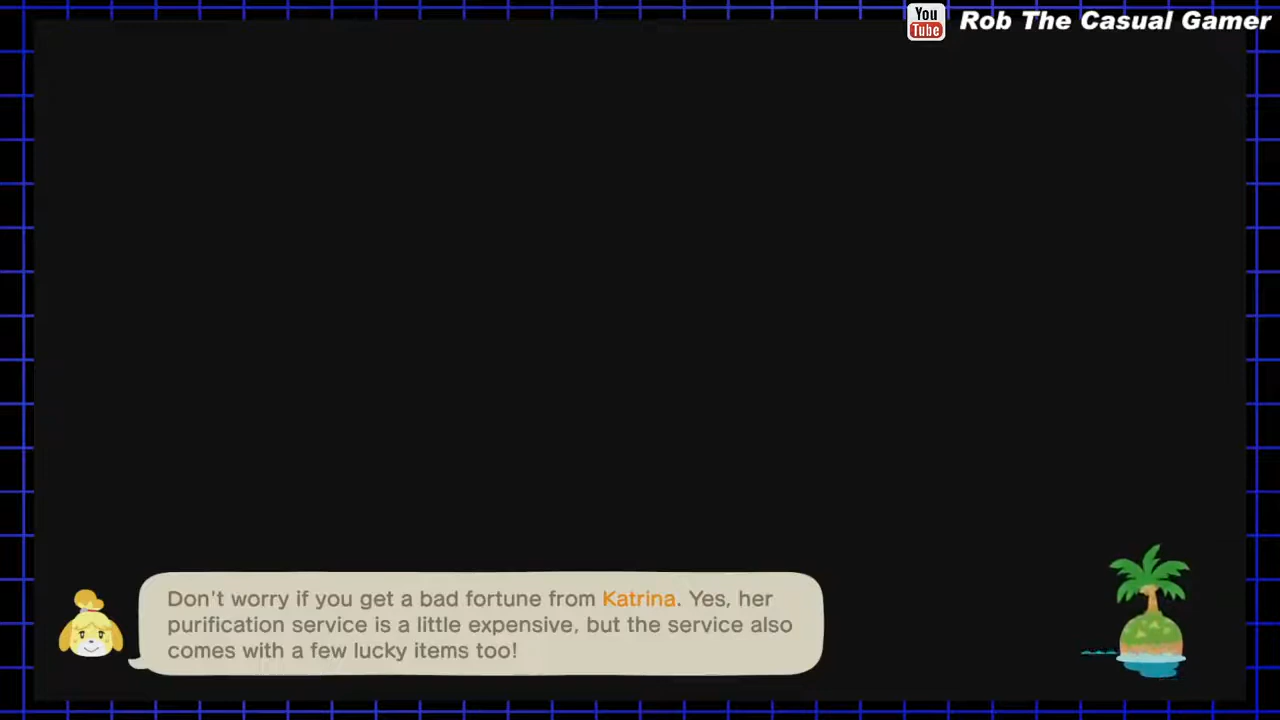 You
Tube
Rob The Casual Gamer
Don't worry if you get a bad fortune from Katrina. Yes, her
purification service is a little expensive, but the service also
comes with a few lucky items too!